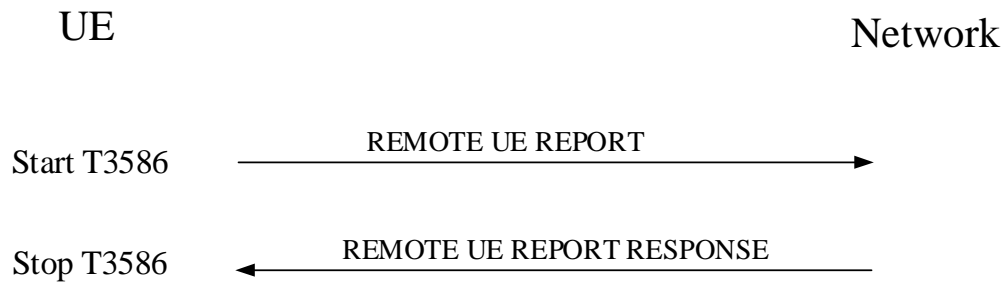 UE
Network
Start T3586
REMOTE UE REPORT
Stop T3586
REMOTE UE REPORT RESPONSE